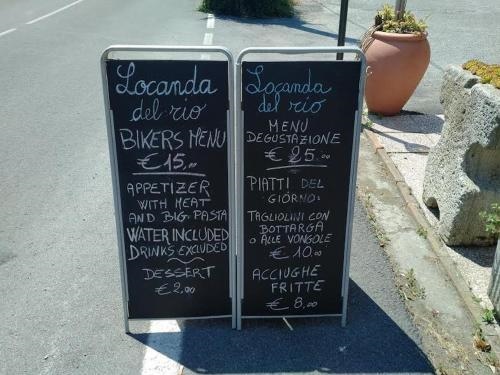 Locanda
del rio
BIKERS MENU
€ 15,00
APPETIZER
WITH MEAT
AND BIG PASTA
WATER INCLUDED
DRINKS EXCLUDED
DESSERT
€ 2,00
Locanda
del rio
MENU
DEGUSTAZIONE
€ 25,00
PIATTI DEL
GIORNO:
TAGLIOLINI CON
BOTTARGA
O ALLE VONGOLE
€ 10,00
ACCIUGHE
FRITTE
€ 8,00